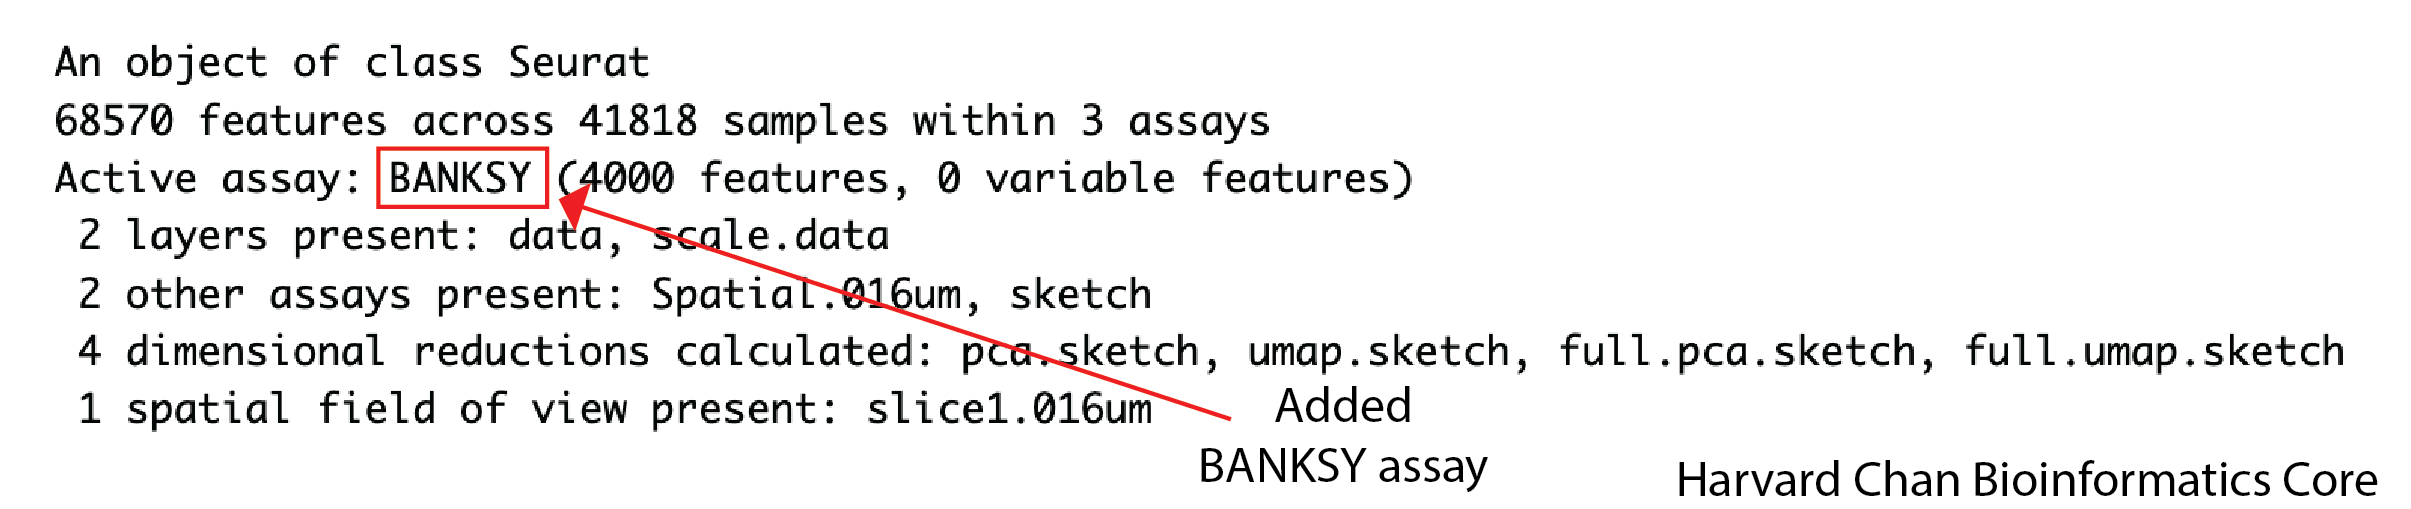 An object of class Seurat
68570 features across 41818 samples within 3 assays
Active assay: BANKSY (4000 features, 0 variable features)
 2 layers present: data, scale.data
 2 other assays present: Spatial.016um, sketch
 4 dimensional reductions calculated: pca.sketch, umap.sketch, full.pca.sketch, full.umap.sketch
 1 spatial field of view present: slice1.016um
Added
BANKSY assay
Harvard Chan Bioinformatics Core